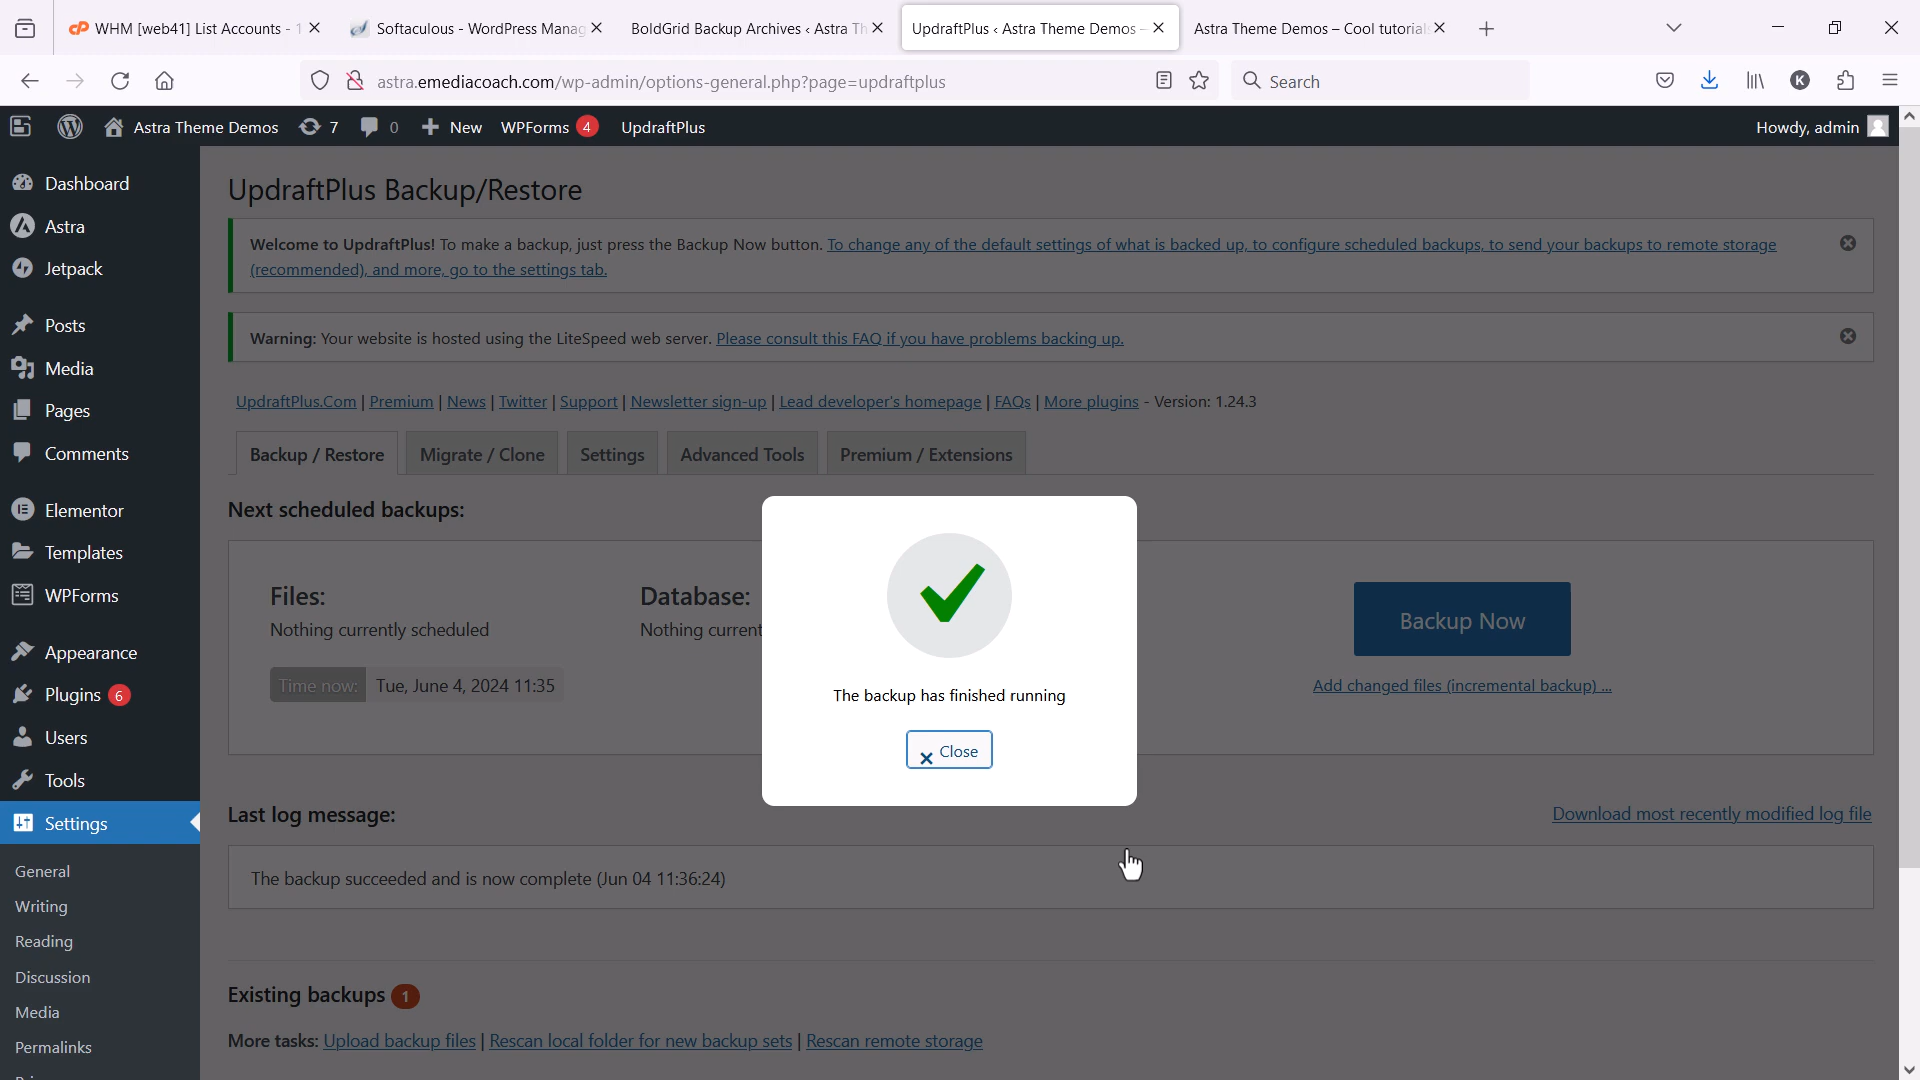 WHM [web41] List Accounts - 1
Softaculous - WordPress Manag
BoldGrid Backup Archives ‹ Astra Th
UpdraftPlus ‹ Astra Theme Demos —
Astra Theme Demos – Cool tutorial
astra.emediacoach.com/wp-admin/options-general.php?page=updraftplus
Search
K
Astra Theme Demos
7
0
New
WPForms 4
UpdraftPlus
Howdy, admin
Dashboard
Astra
Jetpack
Posts
Media
Pages
Comments
Elementor
Templates
WPForms
Appearance
Plugins 6
Users
Tools
Settings
General
Writing
Reading
Discussion
Media
Permalinks
UpdraftPlus Backup/Restore
Welcome to UpdraftPlus! To make a backup, just press the Backup Now button. To change any of the default settings of what is backed up, to configure scheduled backups, to send your backups to remote storage
(recommended), and more, go to the settings tab.
Warning: Your website is hosted using the LiteSpeed web server. Please consult this FAQ if you have problems backing up.
UpdraftPlus.Com | Premium | News | Twitter | Support | Newsletter sign-up | Lead developer's homepage | FAQs | More plugins - Version: 1.24.3
Backup / Restore
Migrate / Clone
Settings
Advanced Tools
Premium / Extensions
Next scheduled backups:
Files:
Nothing currently scheduled
Time now: Tue, June 4, 2024 11:35
Database:
Nothing current
Backup Now
Add changed files (incremental backup) ...
The backup has finished running
Close
Last log message:
Download most recently modified log file
The backup succeeded and is now complete (Jun 04 11:36:24)
Existing backups 1
More tasks: Upload backup files | Rescan local folder for new backup sets | Rescan remote storage